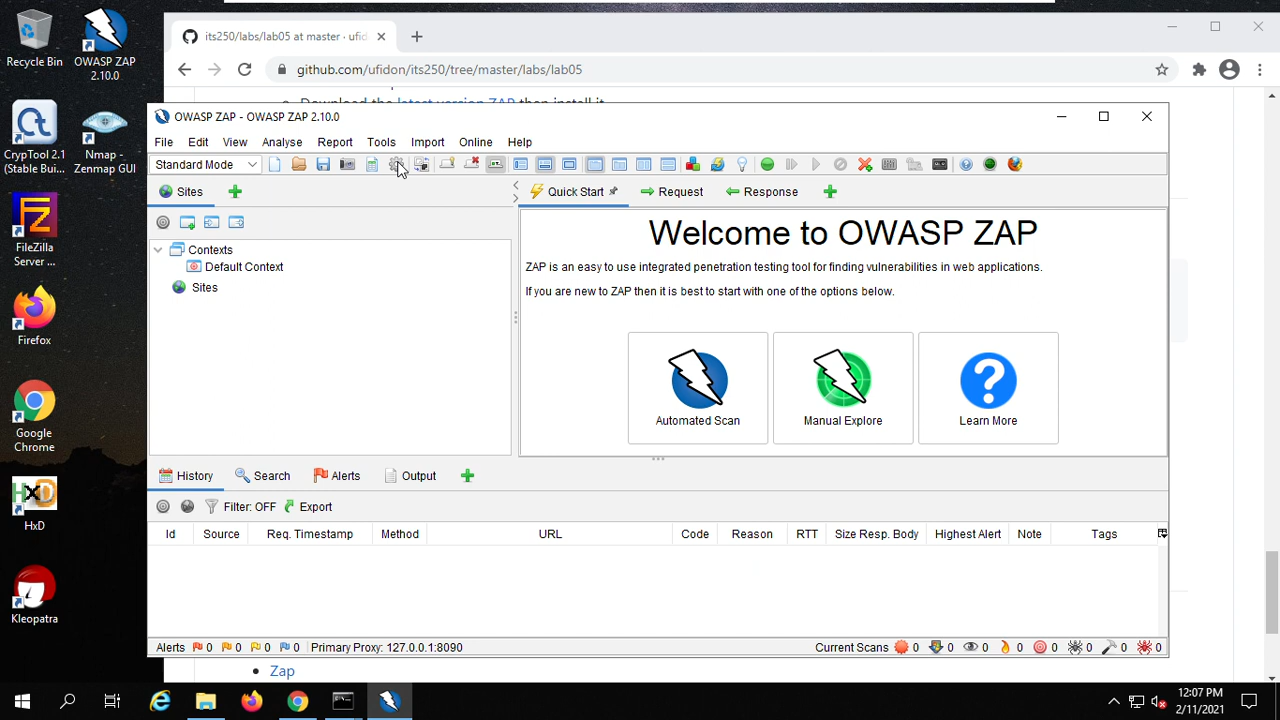 Recycle Bin
OWASP ZAP
2.10.0
CrypTool 2.1
(Stable Bui...
Nmap -
Zenmap GUI
FileZilla
Server ...
Firefox
Google
Chrome
HxD
Kleopatra
its250/labs/lab05 at master · ufid
github.com/ufidon/its250/tree/master/labs/lab05
Download the latest version ZAP then install it
OWASP ZAP - OWASP ZAP 2.10.0
File Edit View Analyse Report Tools Import Online Help
Standard Mode
Sites
Quick Start Request Response
Contexts
Default Context
Sites
Welcome to OWASP ZAP
ZAP is an easy to use integrated penetration testing tool for finding vulnerabilities in web applications.
If you are new to ZAP then it is best to start with one of the options below.
Automated Scan Manual Explore Learn More
History Search Alerts Output
Filter: OFF Export
Id Source Req. Timestamp Method URL Code Reason RTT Size Resp. Body Highest Alert Note Tags
Alerts 0 0 0 0 Primary Proxy: 127.0.0.1:8090 Current Scans 0 0 0 0 0 0 0 0
Zap
12:07 PM
2/11/2021